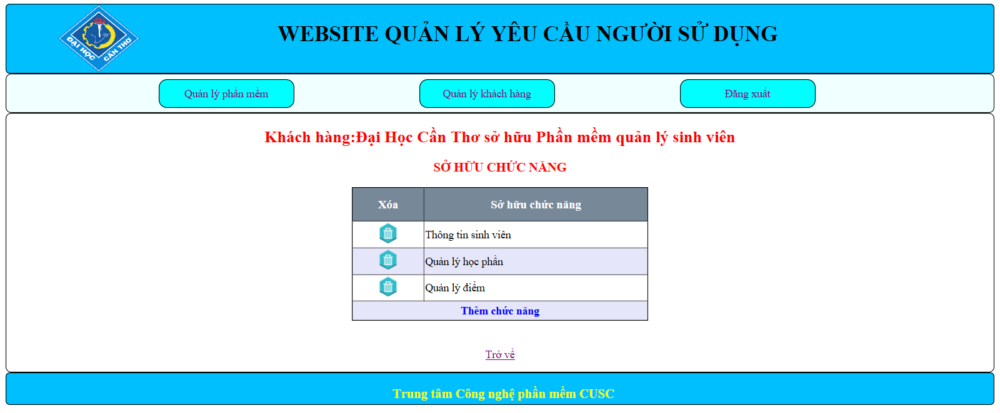 ĐẠI HỌC CẦN THƠ
WEBSITE QUẢN LÝ YÊU CẦU NGƯỜI SỬ DỤNG
Quản lý phần mềm
Quản lý khách hàng
Đăng xuất
Khách hàng:Đại Học Cần Thơ sở hữu Phần mềm quản lý sinh viên
SỞ HỮU CHỨC NĂNG
Xóa Sở hữu chức năng
Thông tin sinh viên
Quản lý học phần
Quản lý điểm
Thêm chức năng
Trở về
Trung tâm Công nghệ phần mềm CUSC